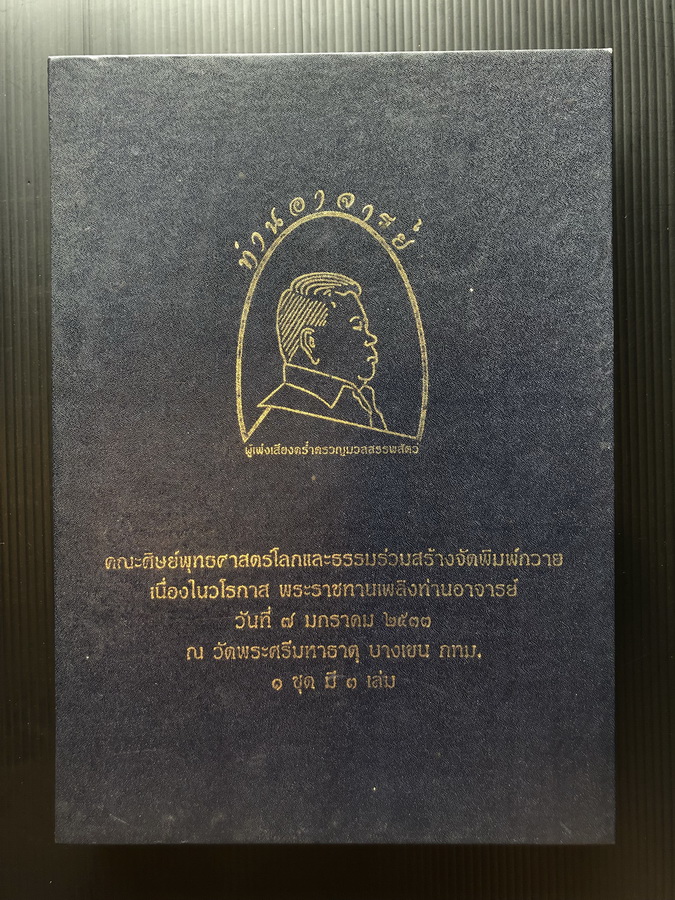 ท่านอาจารย์
ผู้เพ่งเสียงคร่ำครวญมวลสรรพสัตว์
คณะศิษย์พุทธศาสตร์โลกและธรรมร่วมสร้างจัดพิมพ์ถวาย
เนื่องในวโรกาส พระราชทานเพลิงท่านอาจารย์
วันที่ ๗ มกราคม ๒๕๓๓
ณ วัดพระศรีมหาธาตุ บางเขน กทม.
๑ ชุด มี ๓ เล่ม